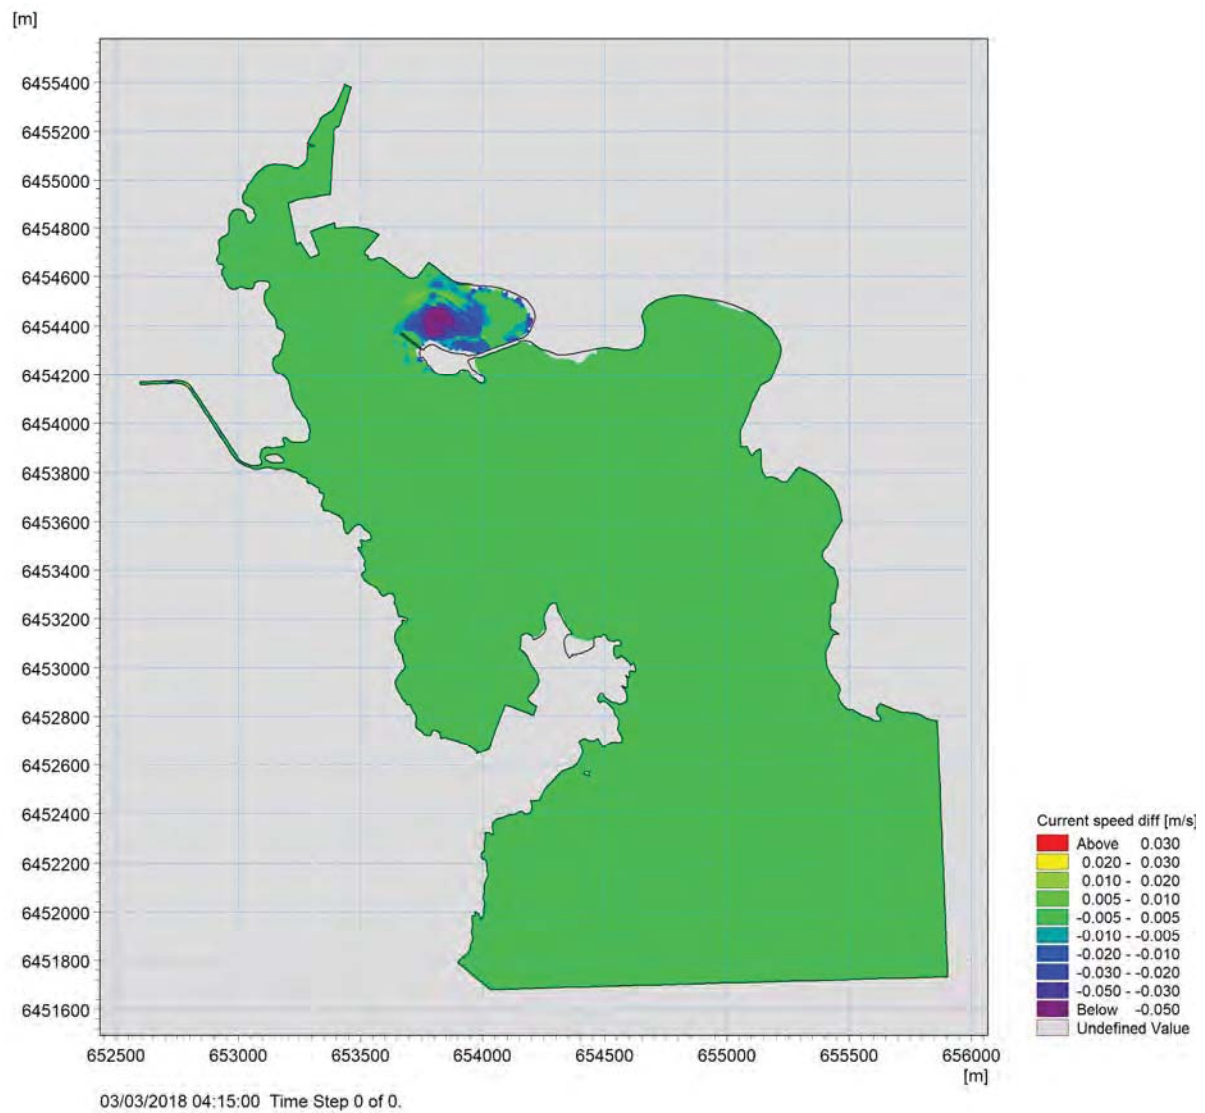 [m]
6455400
6455200
6455000
6454800
6454600
6454400
6454200
6454000
6453800
6453600
6453400
6453200
6453000
6452800
6452600
6452400
6452200
6452000
6451800
6451600
652500 653000 653500 654000 654500 655000 655500 656000
[m]
Current speed diff [m/s]
Above 0.030
0.020 - 0.030
0.010 - 0.020
0.005 - 0.010
-0.005 - 0.005
-0.010 - -0.005
-0.020 - -0.010
-0.030 - -0.020
-0.050 - -0.030
Below -0.050
Undefined Value
03/03/2018 04:15:00 Time Step 0 of 0.